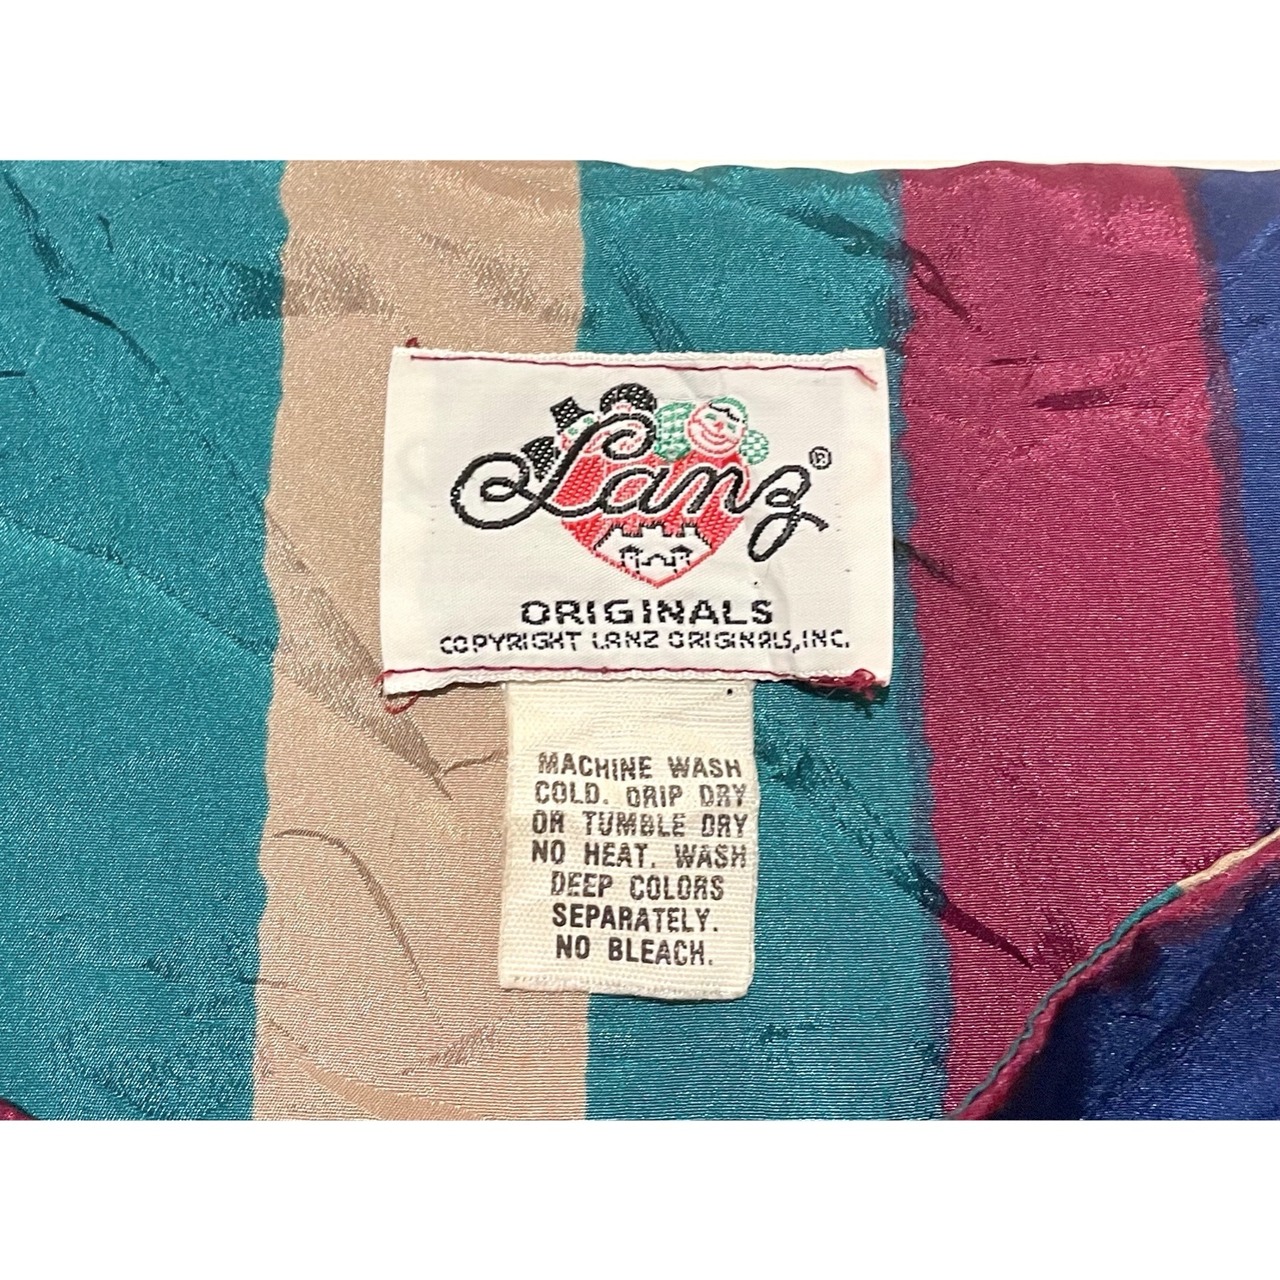 Lanz®
ORIGINALS
COPYRIGHT LANZ ORIGINALS, INC.
MACHINE WASH
COLD. DRIP DRY
OR TUMBLE DRY
NO HEAT. WASH
DEEP COLORS
SEPARATELY.
NO BLEACH.